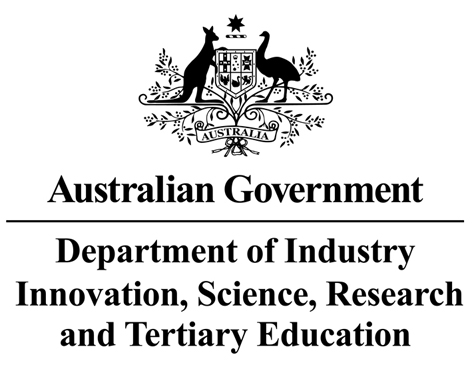 AUSTRALIA
Australian Government
Department of Industry
Innovation, Science, Research
and Tertiary Education